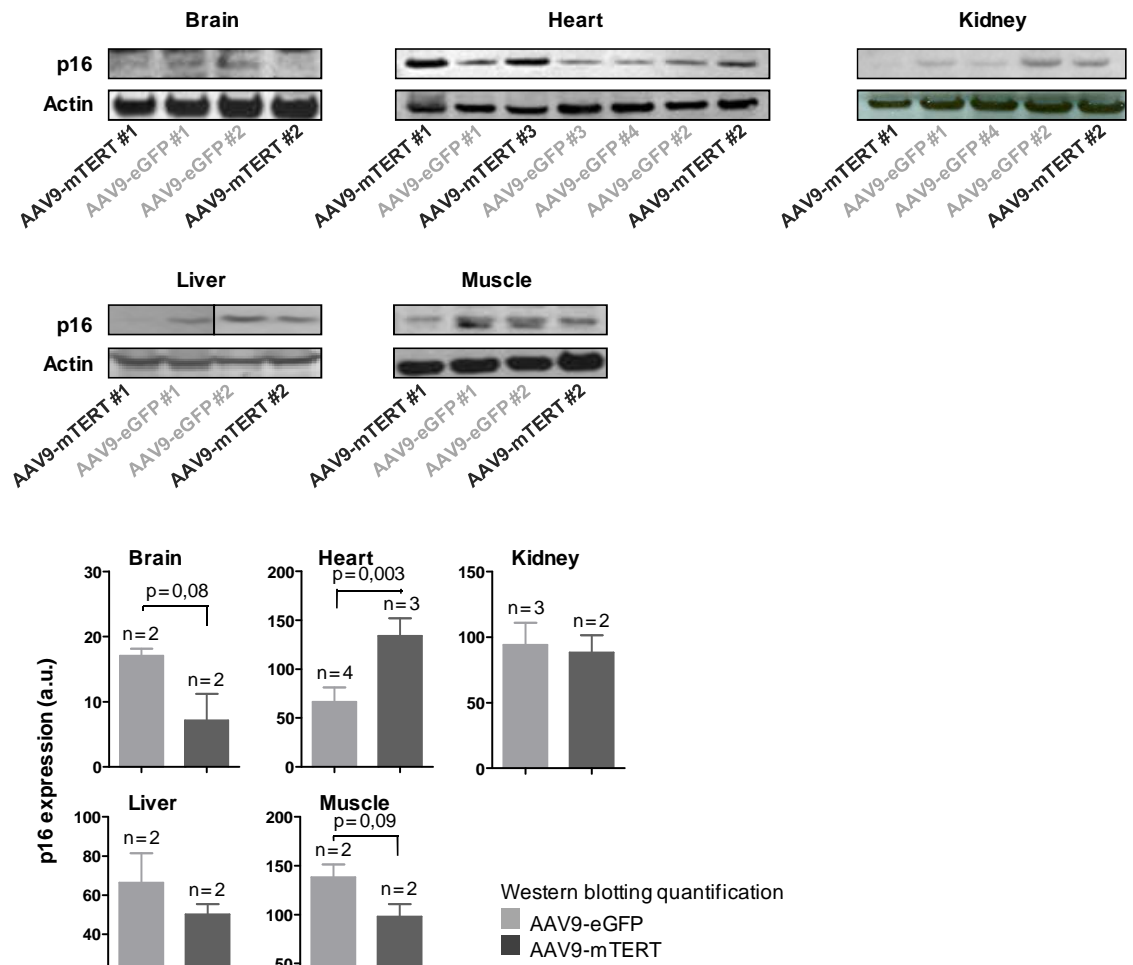 Brain Heart Kidney
p16
Actin
AAV9-mTERT #1 AAV9-eGFP #1 AAV9-eGFP #2 AAV9-mTERT #2 AAV9-mTERT #1 AAV9-eGFP #1 AAV9-mTERT #3 AAV9-eGFP #3 AAV9-eGFP #4 AAV9-eGFP #2 AAV9-mTERT #2 AAV9-mTERT #1 AAV9-eGFP #1 AAV9-eGFP #4 AAV9-eGFP #2 AAV9-mTERT #2
Liver Muscle
p16
Actin
AAV9-mTERT #1 AAV9-eGFP #1 AAV9-eGFP #2 AAV9-mTERT #2 AAV9-mTERT #1 AAV9-eGFP #1 AAV9-eGFP #2 AAV9-mTERT #2
p16 expression (a.u.)
Brain
30
20
10
0
p=0,08
n=2
n=2
Heart
200
150
100
50
0
p=0,003
n=4
n=3
Kidney
150
100
50
0
n=3
n=2
Liver
100
80
60
40
n=2
n=2
Muscle
200
150
100
50
p=0,09
n=2
n=2
Western blotting quantification
AAV9-eGFP
AAV9-mTERT